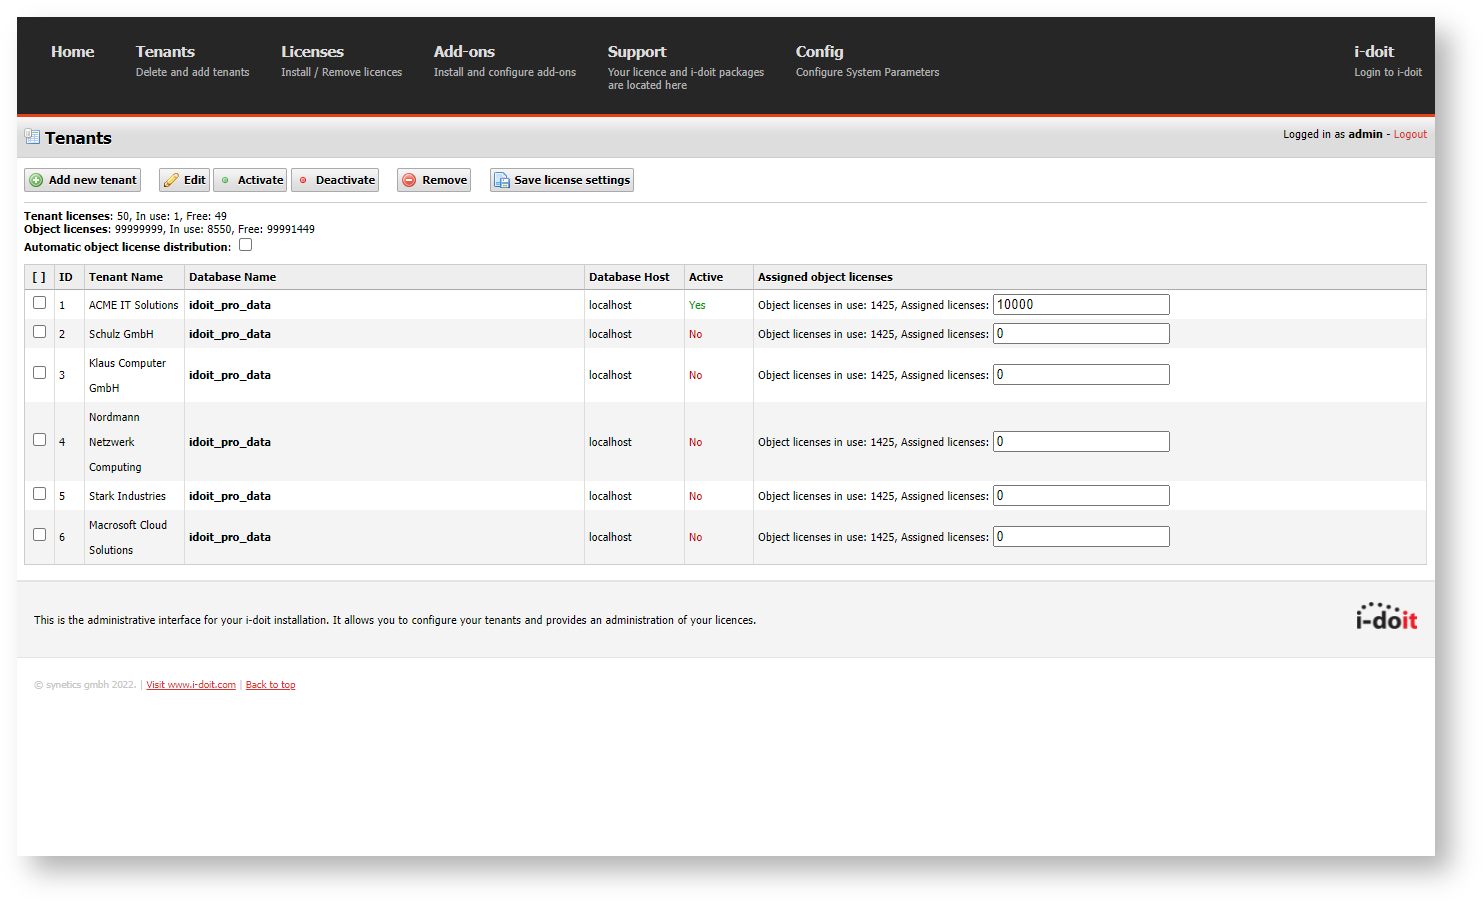 Home
Tenants
Delete and add tenants
Licenses
Install / Remove licences
Add-ons
Install and configure add-ons
Support
Your licence and i-doit packages
are located here
Config
Configure System Parameters
i-doit
Login to i-doit
Tenants
Logged in as admin - Logout
Add new tenant Edit Activate Deactivate Remove Save license settings
Tenant licenses: 50, In use: 1, Free: 49
Object licenses: 99999999, In use: 8550, Free: 99991449
Automatic object license distribution:
[ ] ID Tenant Name Database Name Database Host Active Assigned object licenses
1 ACME IT Solutions idoit_pro_data localhost Yes Object licenses in use: 1425, Assigned licenses: 10000
2 Schulz GmbH idoit_pro_data localhost No Object licenses in use: 1425, Assigned licenses: 0
Klaus Computer
GmbH
3 idoit_pro_data localhost No Object licenses in use: 1425, Assigned licenses: 0
Nordmann
Netzwerk
Computing
4 idoit_pro_data localhost No Object licenses in use: 1425, Assigned licenses: 0
5 Stark Industries idoit_pro_data localhost No Object licenses in use: 1425, Assigned licenses: 0
Macrosoft Cloud
Solutions
6 idoit_pro_data localhost No Object licenses in use: 1425, Assigned licenses: 0
This is the administrative interface for your i-doit installation. It allows you to configure your tenants and provides an administration of your licences.
i-doit
© synetics gmbh 2022. | Visit www.i-doit.com | Back to top